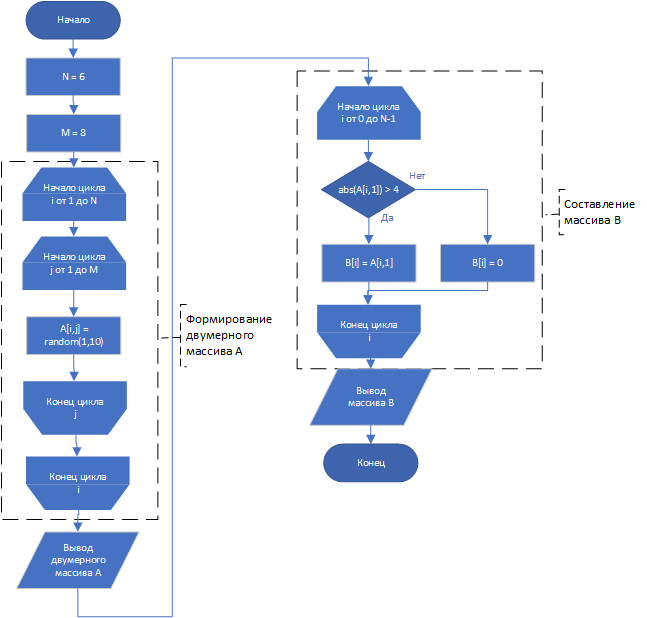 Начало
N = 6
M = 8
Начало цикла
i от 1 до N
Начало цикла
j от 1 до M
A[i,j] =
random(1,10)
Конец цикла
j
Конец цикла
i
Вывод
двумерного
массива A
Формирование
двумерного
массива А
Начало цикла
i от 0 до N-1
abs(A[i,1]) > 4
Нет
Да
B[i] = A[i,1]
B[i] = 0
Конец цикла
i
Вывод
массива B
Конец
Составление
массива В